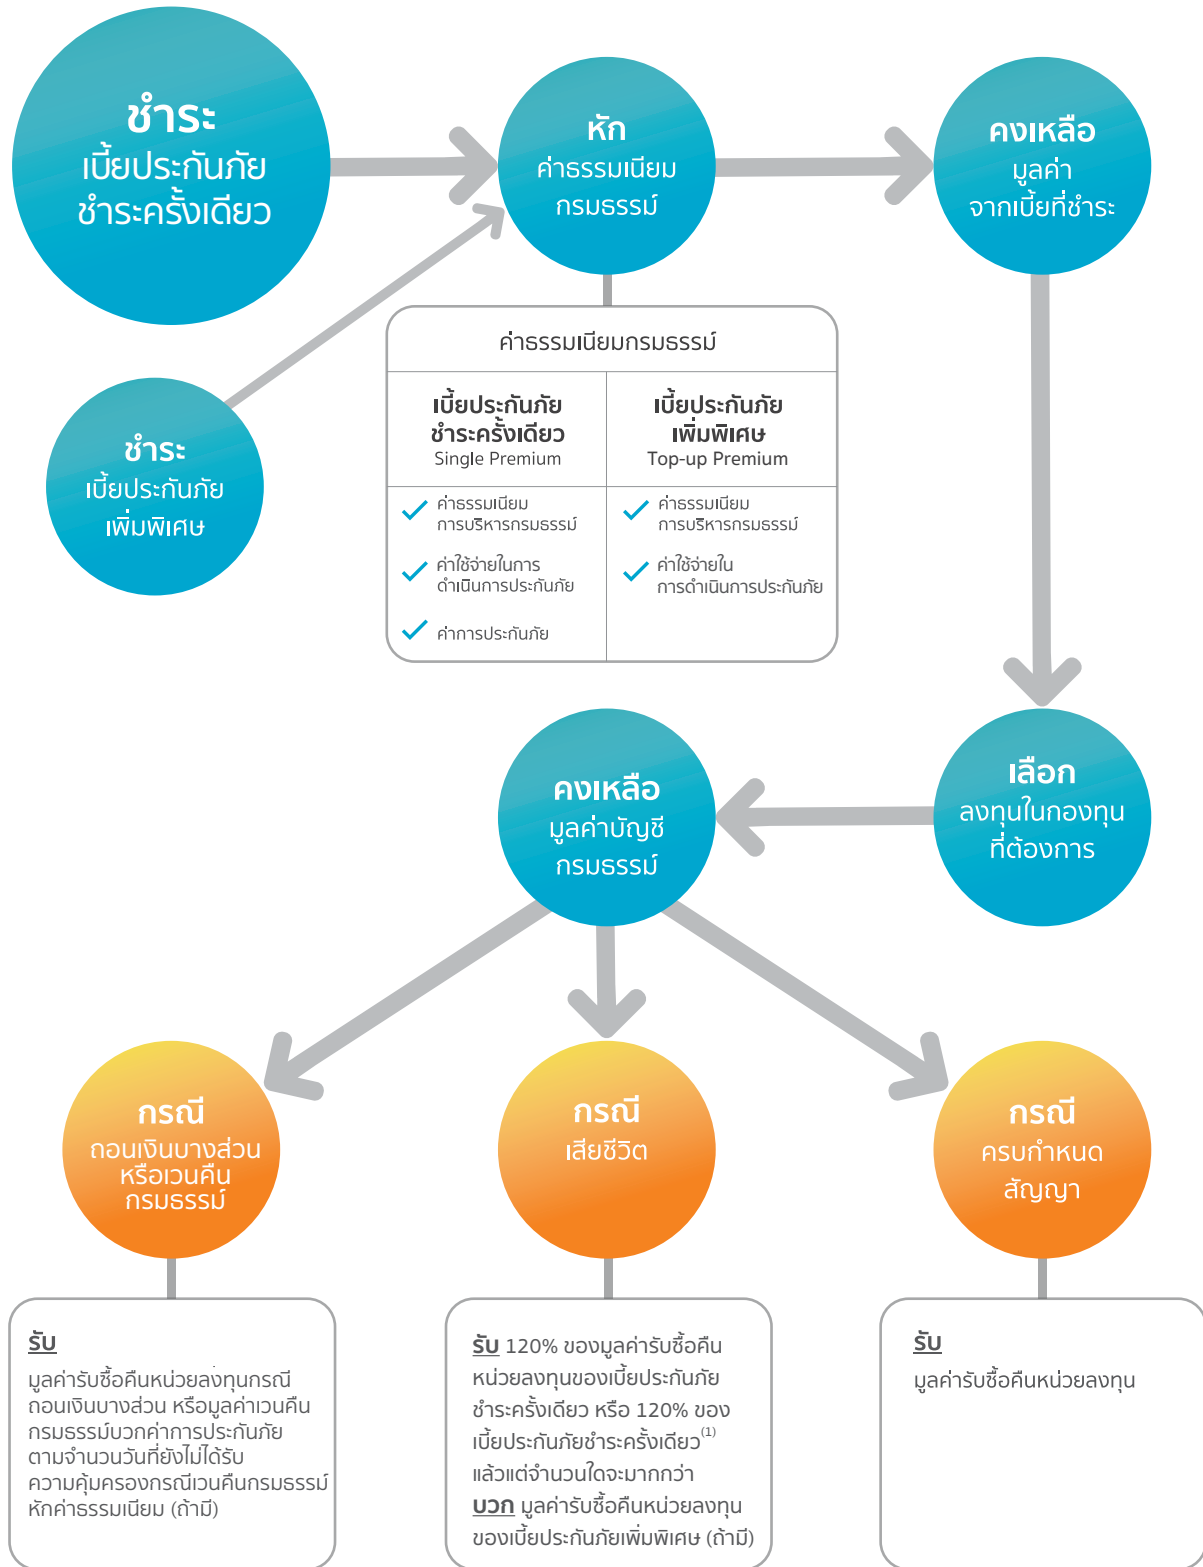 ชำระ
เบี้ยประกันภัย
ชำระครั้งเดียว
หัก
ค่าธรรมเนียม
กรมธรรม์
คงเหลือ
มูลค่า
จากเบี้ยที่ชำระ
ชำระ
เบี้ยประกันภัย
เพิ่มพิเศษ
ค่าธรรมเนียมกรมธรรม์
เบี้ยประกันภัย
ชำระครั้งเดียว
Single Premium
ค่าธรรมเนียม
การบริหารกรมธรรม์
ค่าใช้จ่ายในการ
ดำเนินการประกันภัย
ค่าการประกันภัย
เบี้ยประกันภัย
เพิ่มพิเศษ
Top-up Premium
ค่าธรรมเนียม
การบริหารกรมธรรม์
ค่าใช้จ่ายใน
การดำเนินการประกันภัย
เลือก
ลงทุนในกองทุน
ที่ต้องการ
คงเหลือ
มูลค่าบัญชี
กรมธรรม์
กรณี
ถอนเงินบางส่วน
หรือเวนคืน
กรมธรรม์
กรณี
เสียชีวิต
กรณี
ครบกำหนด
สัญญา
รับ
มูลค่ารับซื้อคืนหน่วยลงทุนกรณี
ถอนเงินบางส่วน หรือมูลค่าเวนคืน
กรมธรรม์บวกค่าการประกันภัย
ตามจำนวนวันที่ยังไม่ได้รับ
ความคุ้มครองกรณีเวนคืนกรมธรรม์
หักค่าธรรมเนียม (ถ้ามี)
รับ 120% ของมูลค่ารับซื้อคืน
หน่วยลงทุนของเบี้ยประกันภัย
ชำระครั้งเดียว หรือ 120% ของ
เบี้ยประกันภัยชำระครั้งเดียว(1)
แล้วแต่จำนวนใดจะมากกว่า
บวก มูลค่ารับซื้อคืนหน่วยลงทุน
ของเบี้ยประกันภัยเพิ่มพิเศษ (ถ้ามี)
รับ
มูลค่ารับซื้อคืนหน่วยลงทุน